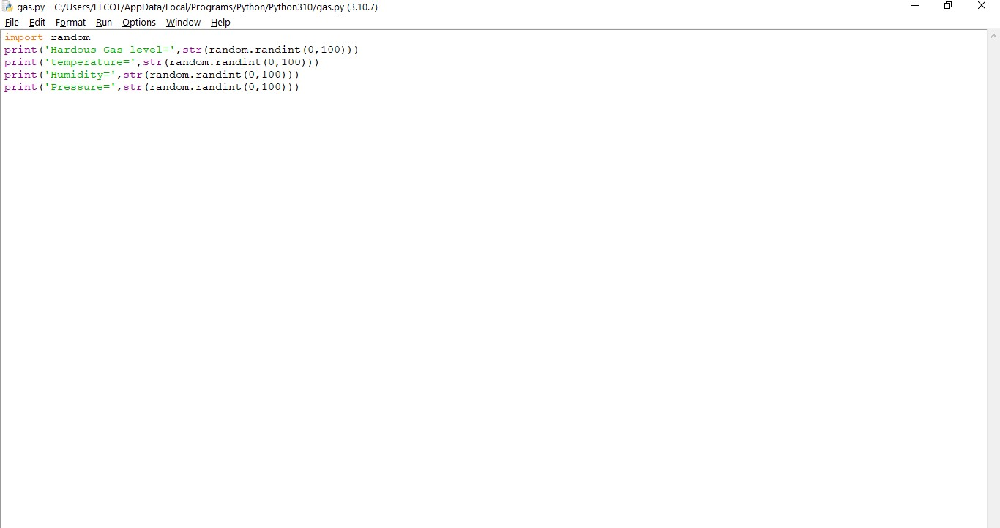 gas.py - C:/Users/ELCOT/AppData/Local/Programs/Python/Python310/gas.py (3.10.7)
File Edit Format Run Options Window Help
import random
print('Hardous Gas level=',str(random.randint(0,100)))
print('temperature=',str(random.randint(0,100)))
print('Humidity=',str(random.randint(0,100)))
print('Pressure=',str(random.randint(0,100)))